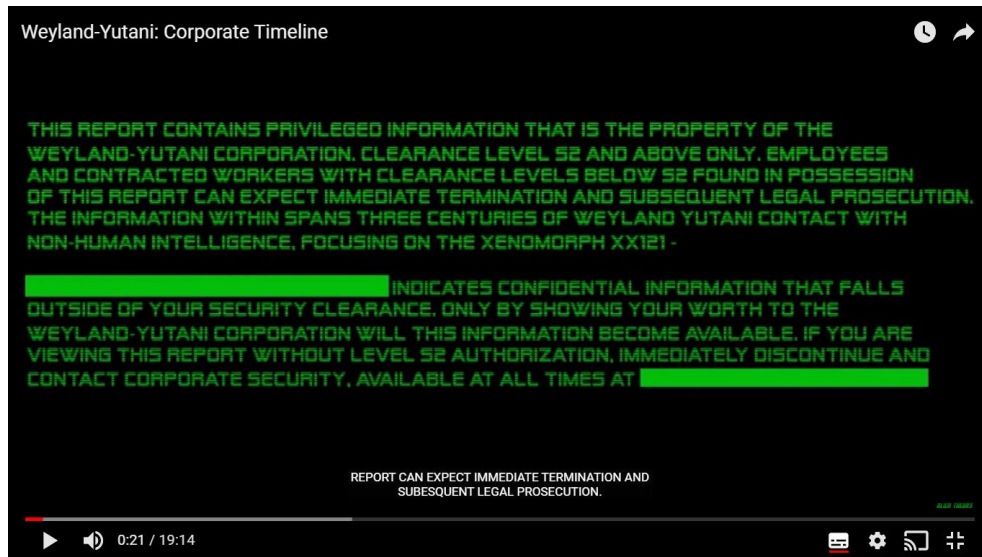 Weyland-Yutani: Corporate Timeline
THIS REPORT CONTAINS PRIVILEGED INFORMATION THAT IS THE PROPERTY OF THE
WEYLAND-YUTANI CORPORATION. CLEARANCE LEVEL S2 AND ABOVE ONLY. EMPLOYEES
AND CONTRACTED WORKERS WITH CLEARANCE LEVELS BELOW S2 FOUND IN POSSESSION
OF THIS REPORT CAN EXPECT IMMEDIATE TERMINATION AND SUBSEQUENT LEGAL PROSECUTION.
THE INFORMATION WITHIN SPANS THREE CENTURIES OF WEYLAND YUTANI CONTACT WITH
NON-HUMAN INTELLIGENCE, FOCUSING ON THE XENOMORPH XX121 -
INDICATES CONFIDENTIAL INFORMATION THAT FALLS
OUTSIDE OF YOUR SECURITY CLEARANCE. ONLY BY SHOWING YOUR WORTH TO THE
WEYLAND-YUTANI CORPORATION WILL THIS INFORMATION BECOME AVAILABLE. IF YOU ARE
VIEWING THIS REPORT WITHOUT LEVEL S2 AUTHORIZATION, IMMEDIATELY DISCONTINUE AND
CONTACT CORPORATE SECURITY, AVAILABLE AT ALL TIMES AT
REPORT CAN EXPECT IMMEDIATE TERMINATION AND
SUBESQUENT LEGAL PROSECUTION.
0:21 / 19:14